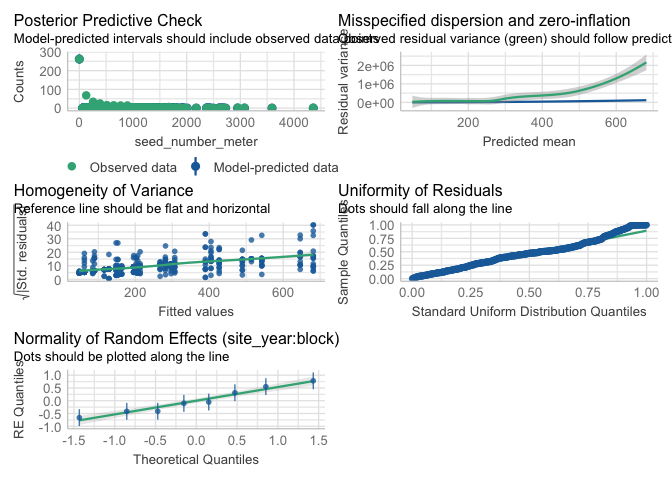 Posterior Predictive Check
Model-predicted intervals should include observed data points
300
200
100
0
Counts
0 1000 2000 3000 4000
seed_number_meter
Observed data Model-predicted data
Misspecified dispersion and zero-inflation
Observed residual variance (green) should follow predict
2e+06
1e+06
0e+00
Residual variance
200 400 600
Predicted mean
Homogeneity of Variance
Reference line should be flat and horizontal
40
30
20
10
0
√|Std. residuals|
200 400 600
Fitted values
Uniformity of Residuals
Dots should fall along the line
1.00
0.75
0.50
0.25
0.00
Sample Quantiles
0.00 0.25 0.50 0.75 1.00
Standard Uniform Distribution Quantiles
Normality of Random Effects (site_year:block)
Dots should be plotted along the line
1.0
0.5
0.0
-0.5
-1.0
RE Quantiles
-1.5 -1.0 -0.5 0.0 0.5 1.0 1.5
Theoretical Quantiles